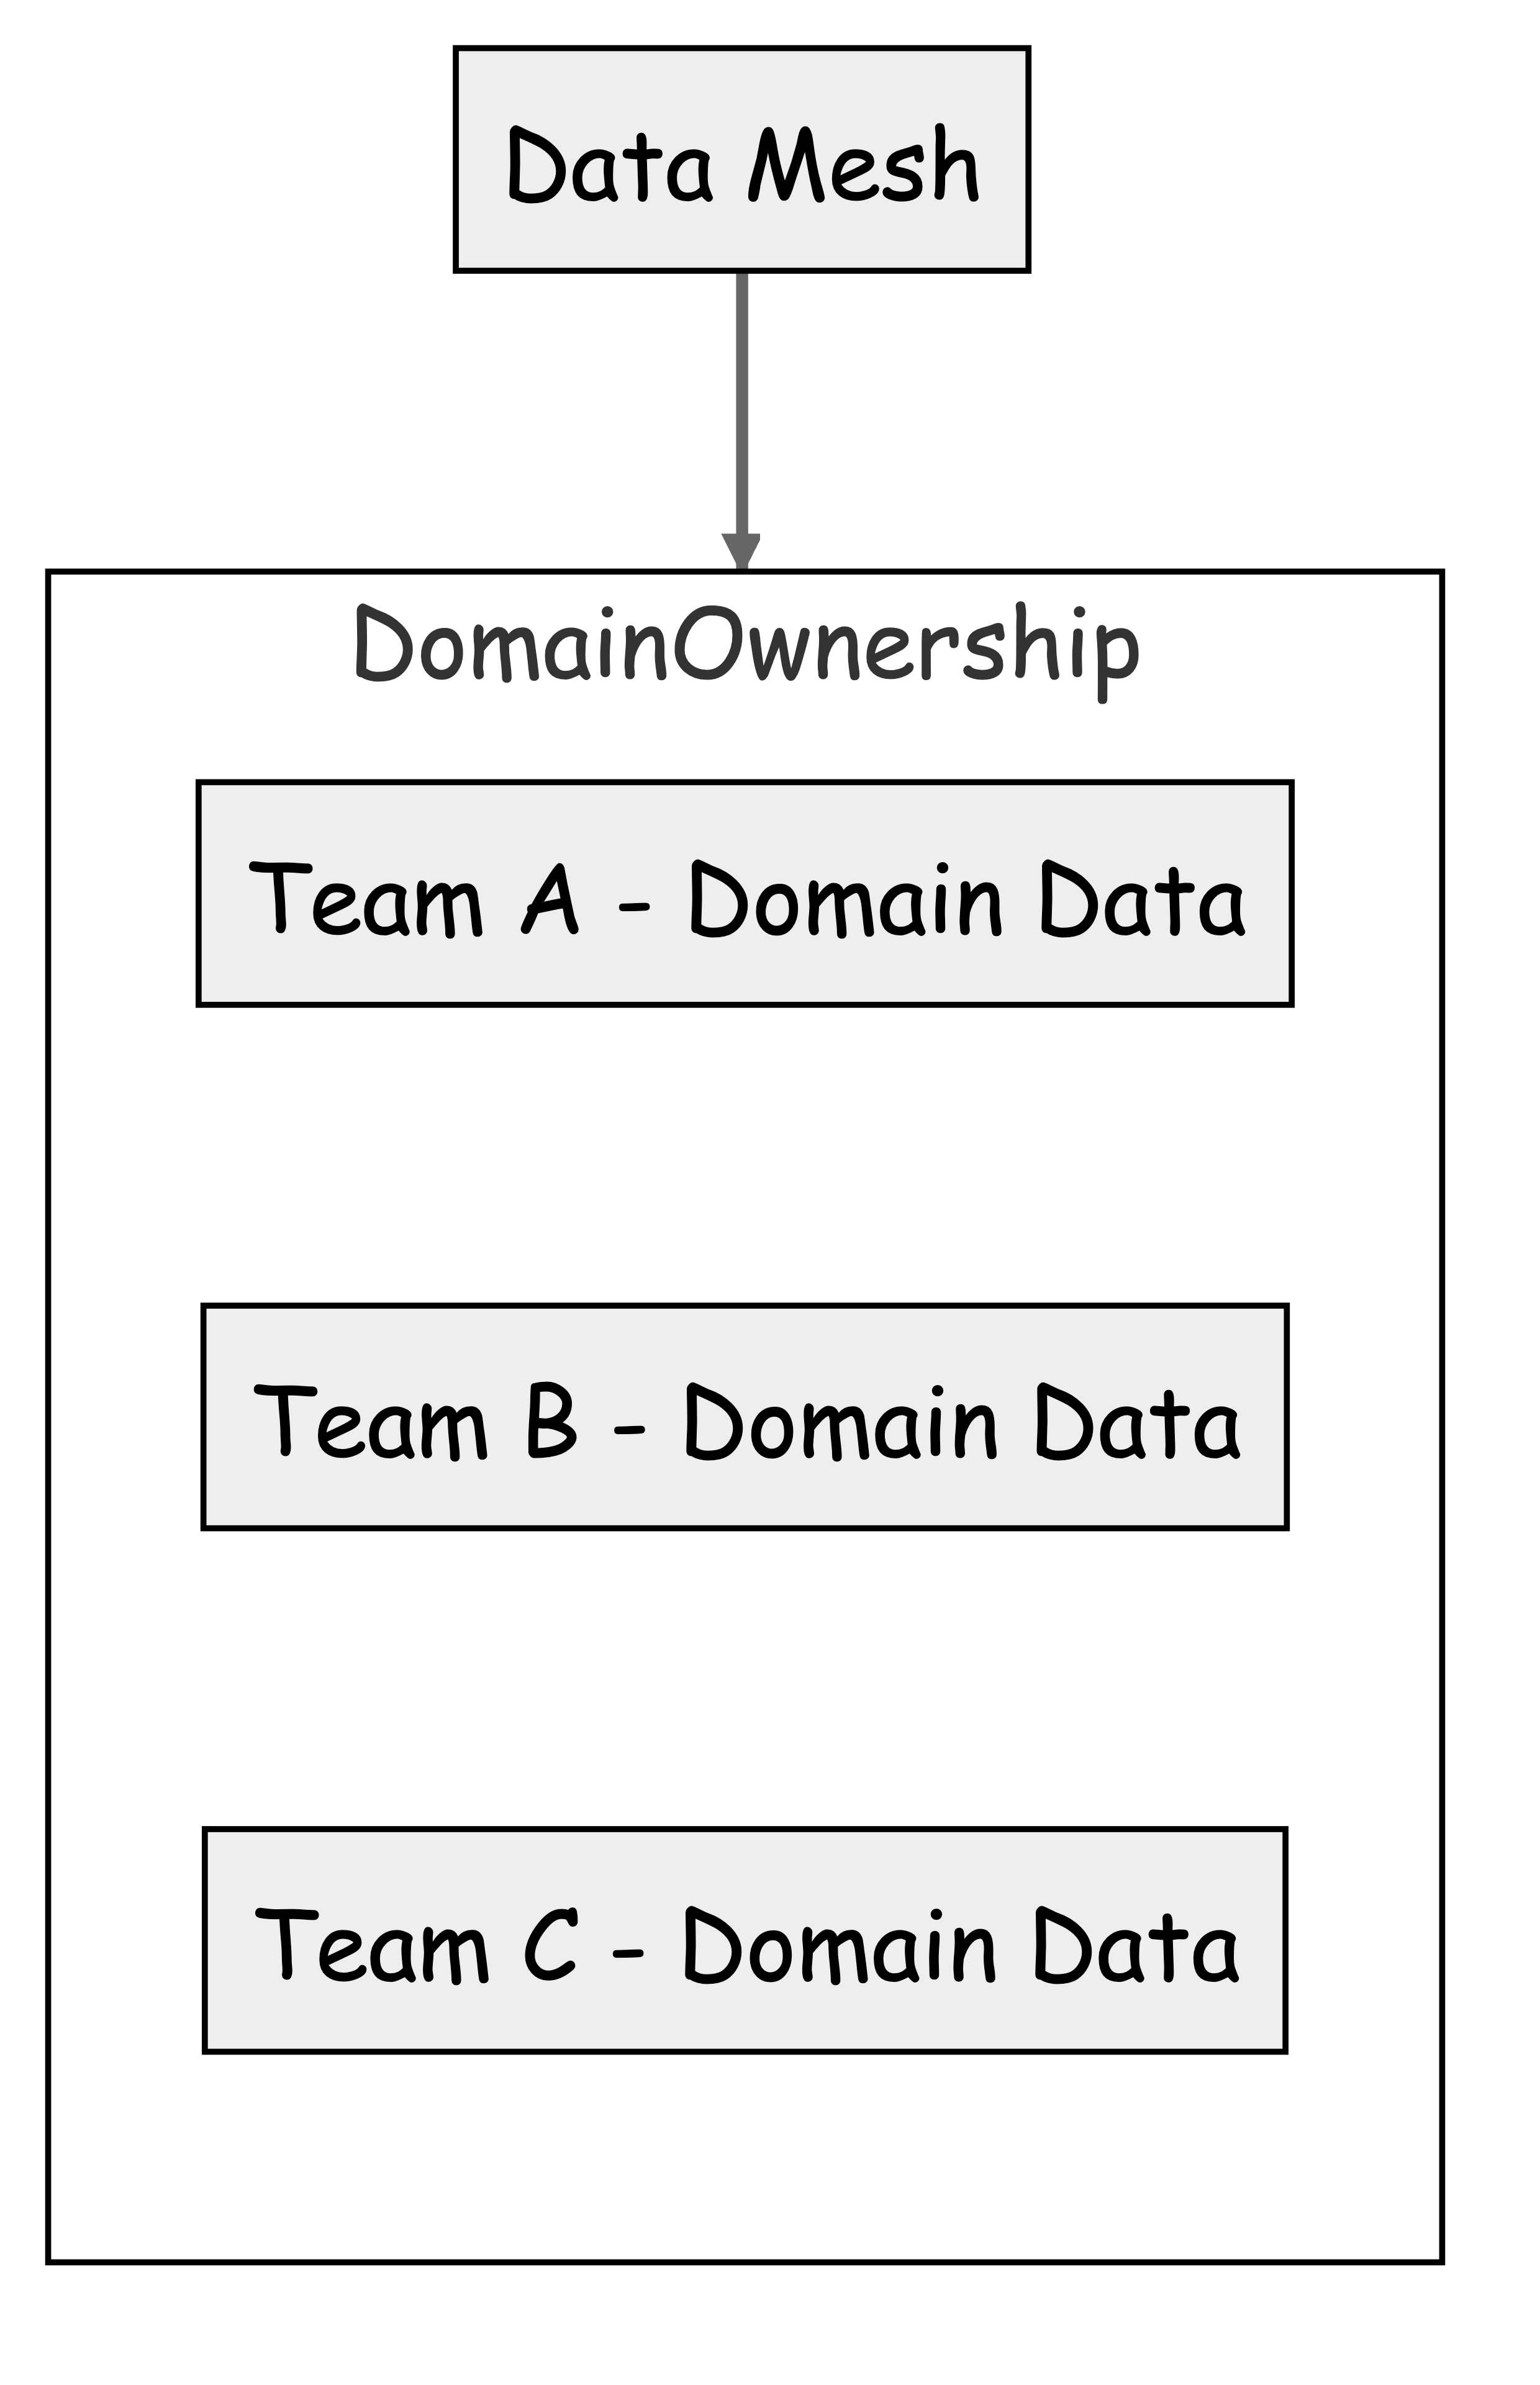 Data Mesh
DomainOwnership
Team A - Domain Data
Team B - Domain Data
Team C - Domain Data